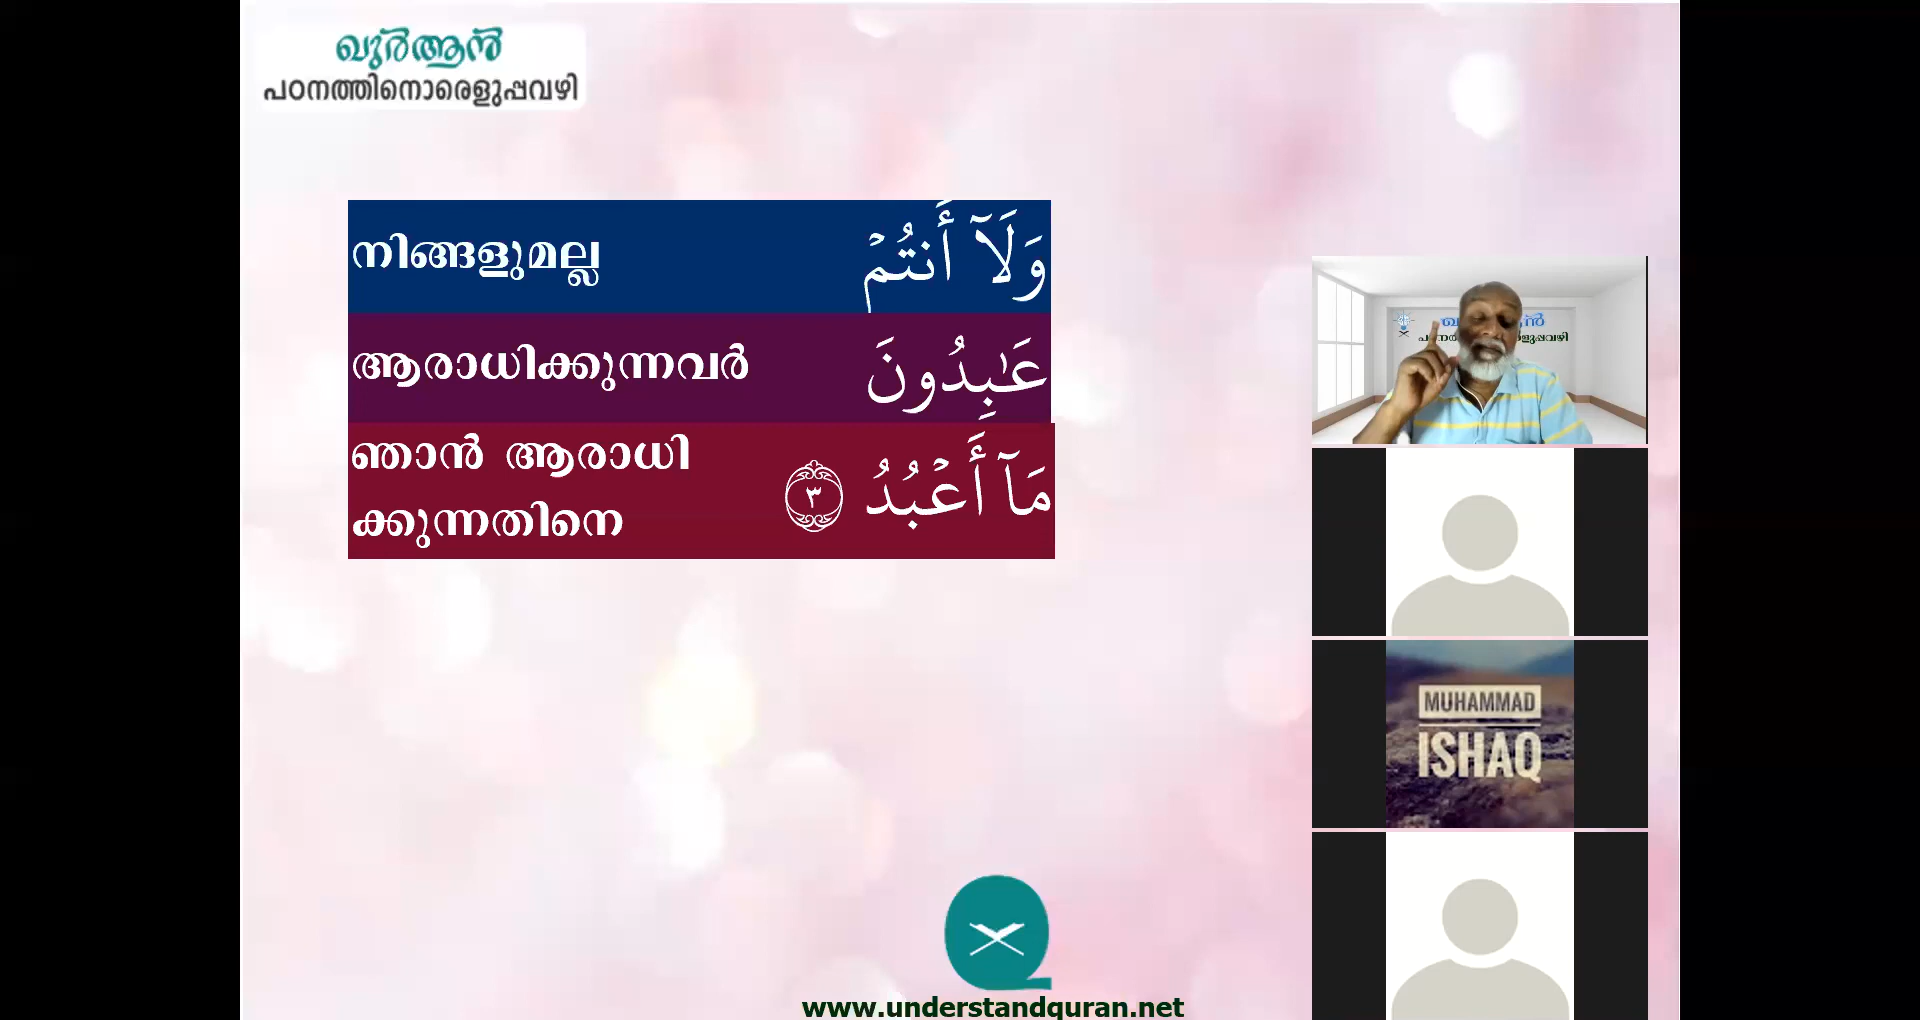 ഖുർആൻ
പഠനത്തിനൊരെളുപ്പവഴി
നിങ്ങളുമല്ല وَلَآ أَنتُمۡ
ആരാധിക്കുന്നവർ عَٰبِدُونَ
ഞാൻ ആരാധി
ക്കുന്നതിനെ مَآ أَعۡبُدُ ٣
MUHAMMAD
ISHAQ
www.understandquran.net